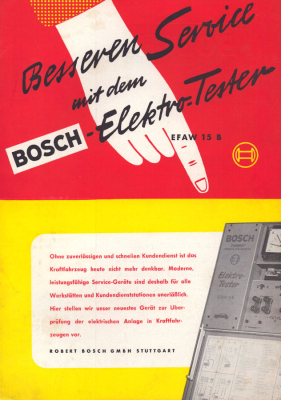 Besseren Service
mit dem
BOSCH-Elektro-Tester
EFAW 15 B
BOSCH
Elektro-
Tester
Ohne zuverlässigen und schnellen Kundendienst ist das
Kraftfahrzeug heute nicht mehr denkbar. Moderne,
leistungsfähige Service-Geräte sind deshalb für alle
Werkstätten und Kundendienststationen unerläßlich.
Hier stellen wir unser neuestes Gerät zur Über-
prüfung der elektrischen Anlage in Kraftfahr-
zeugen vor.
ROBERT BOSCH GMBH STUTTGART